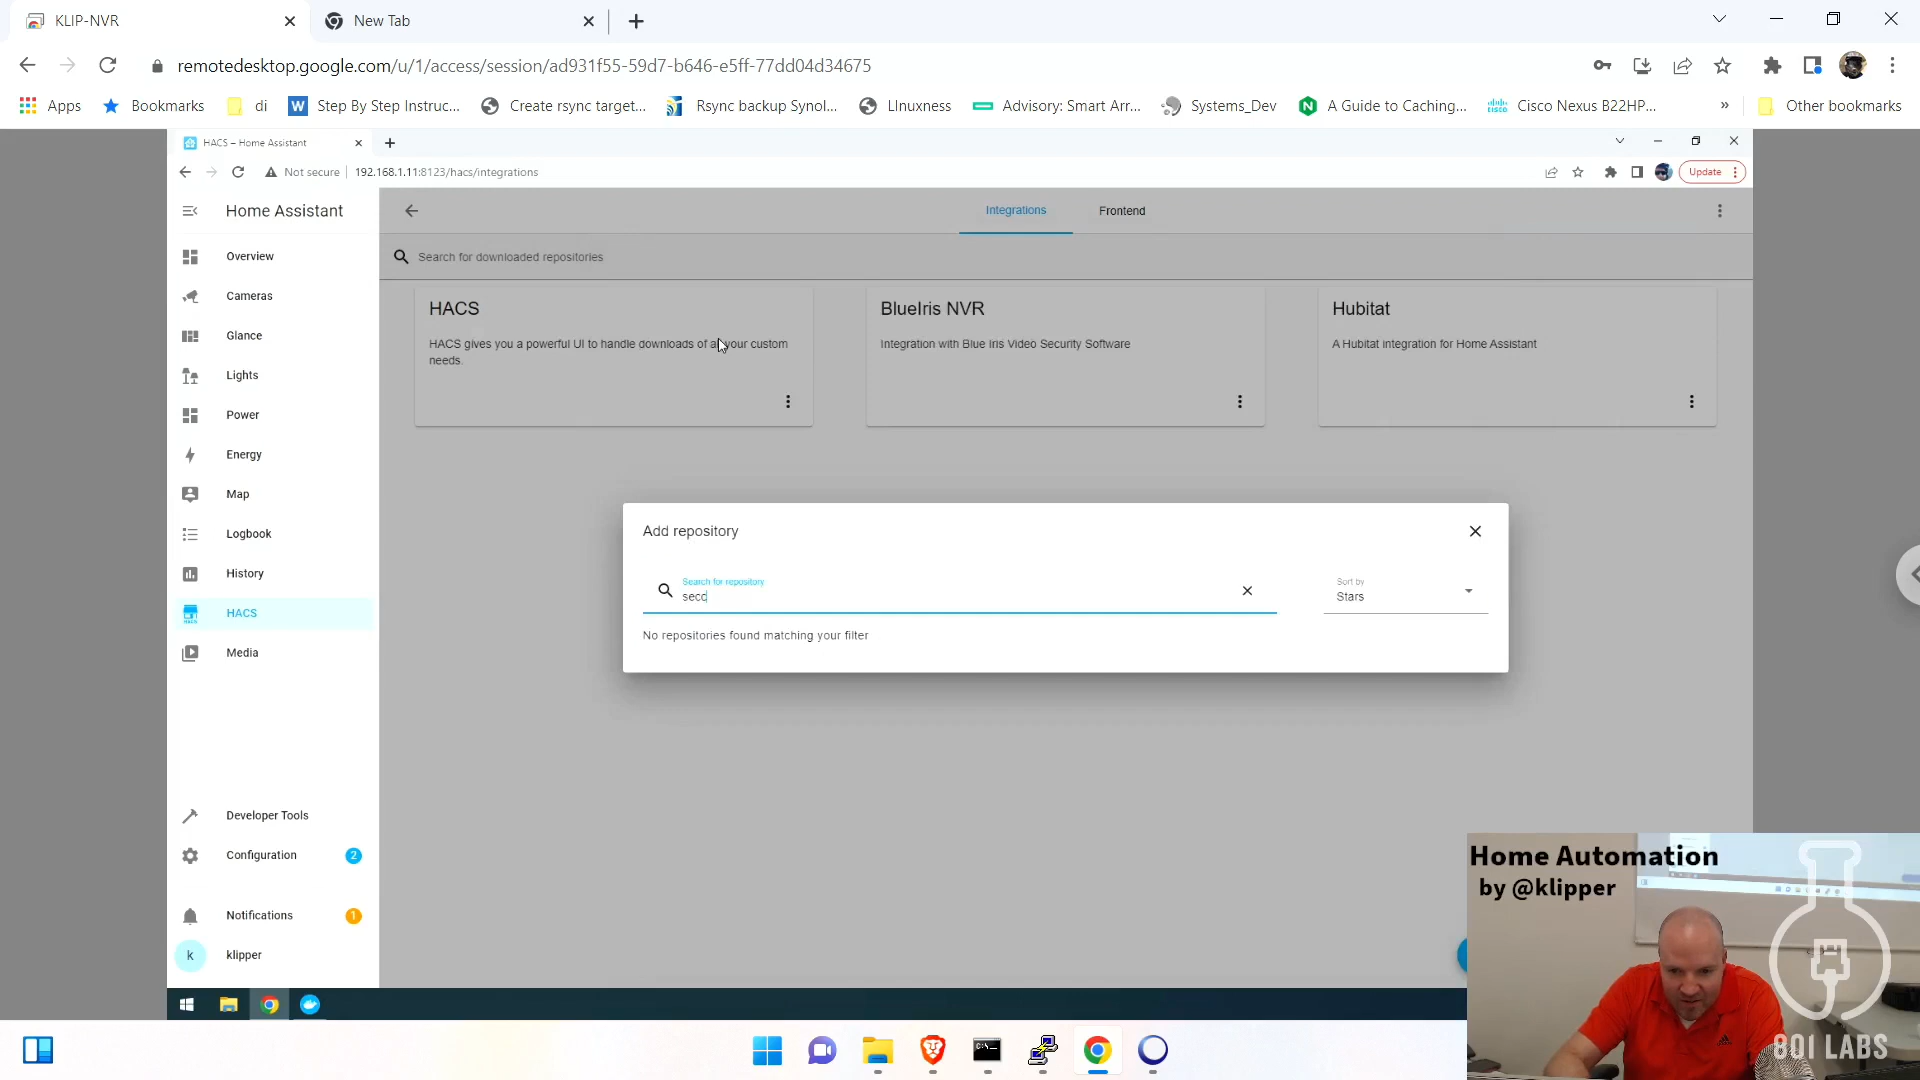 KLIP-NVR
New Tab
remotedesktop.google.com/u/1/access/session/ad931f55-59d7-b646-e5ff-77dd04d34675
Apps
Bookmarks
di
Step By Step Instruc...
Create rsync target...
Rsync backup Synol...
LInuxness
Advisory: Smart Arr...
Systems_Dev
A Guide to Caching...
Cisco Nexus B22HP...
»
Other bookmarks
HACS – Home Assistant
Not secure
192.168.1.11:8123/hacs/integrations
Update
Home Assistant
Integrations
Frontend
Overview
Search for downloaded repositories
Cameras
Glance
Lights
Power
Energy
Map
Logbook
History
HACS
Media
Developer Tools
Configuration
2
Notifications
1
k
klipper
HACS
HACS gives you a powerful UI to handle downloads of a your custom
needs.
BlueIris NVR
Integration with Blue Iris Video Security Software
Hubitat
A Hubitat integration for Home Assistant
Add repository
Search for repository
secc
Sort by
Stars
No repositories found matching your filter
Home Automation
by @klipper
801 LABS